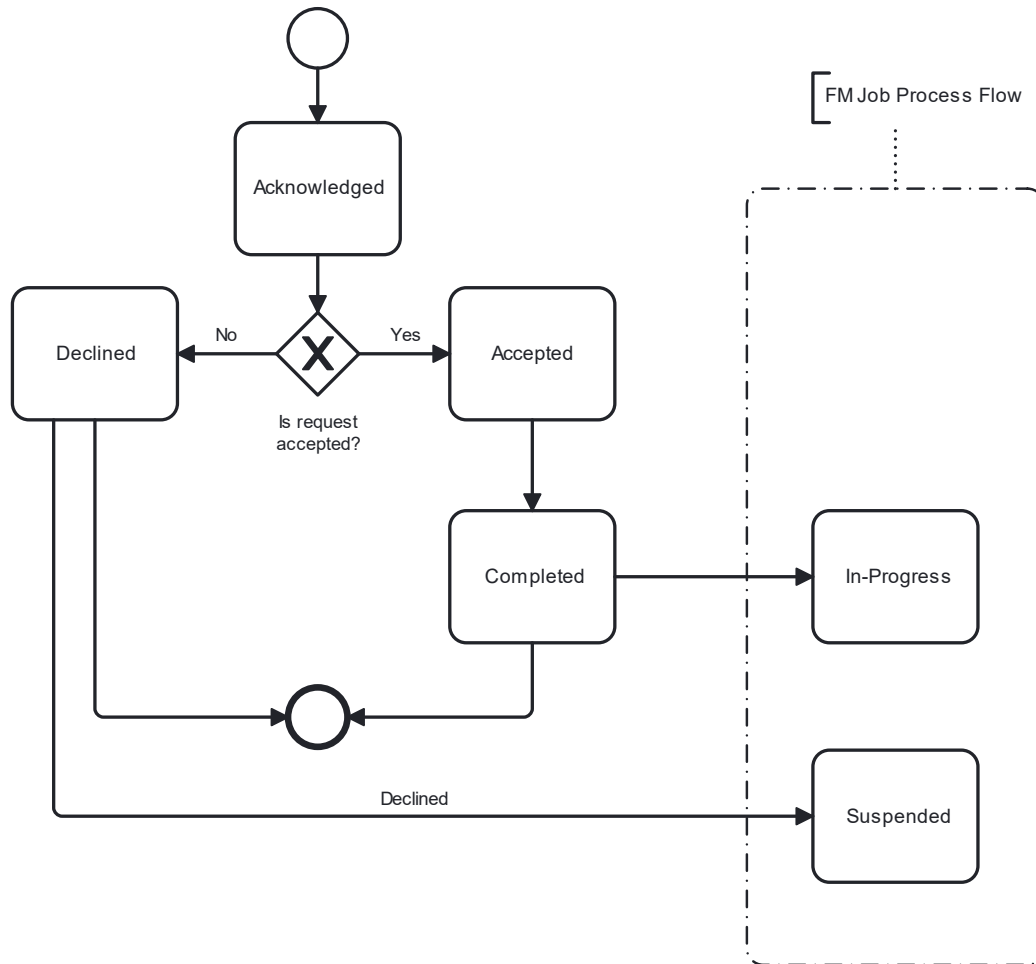 FM Job Process Flow
Acknowledged
No
Yes
Declined
X
Accepted
Is request
accepted?
Completed
In-Progress
Declined
Suspended